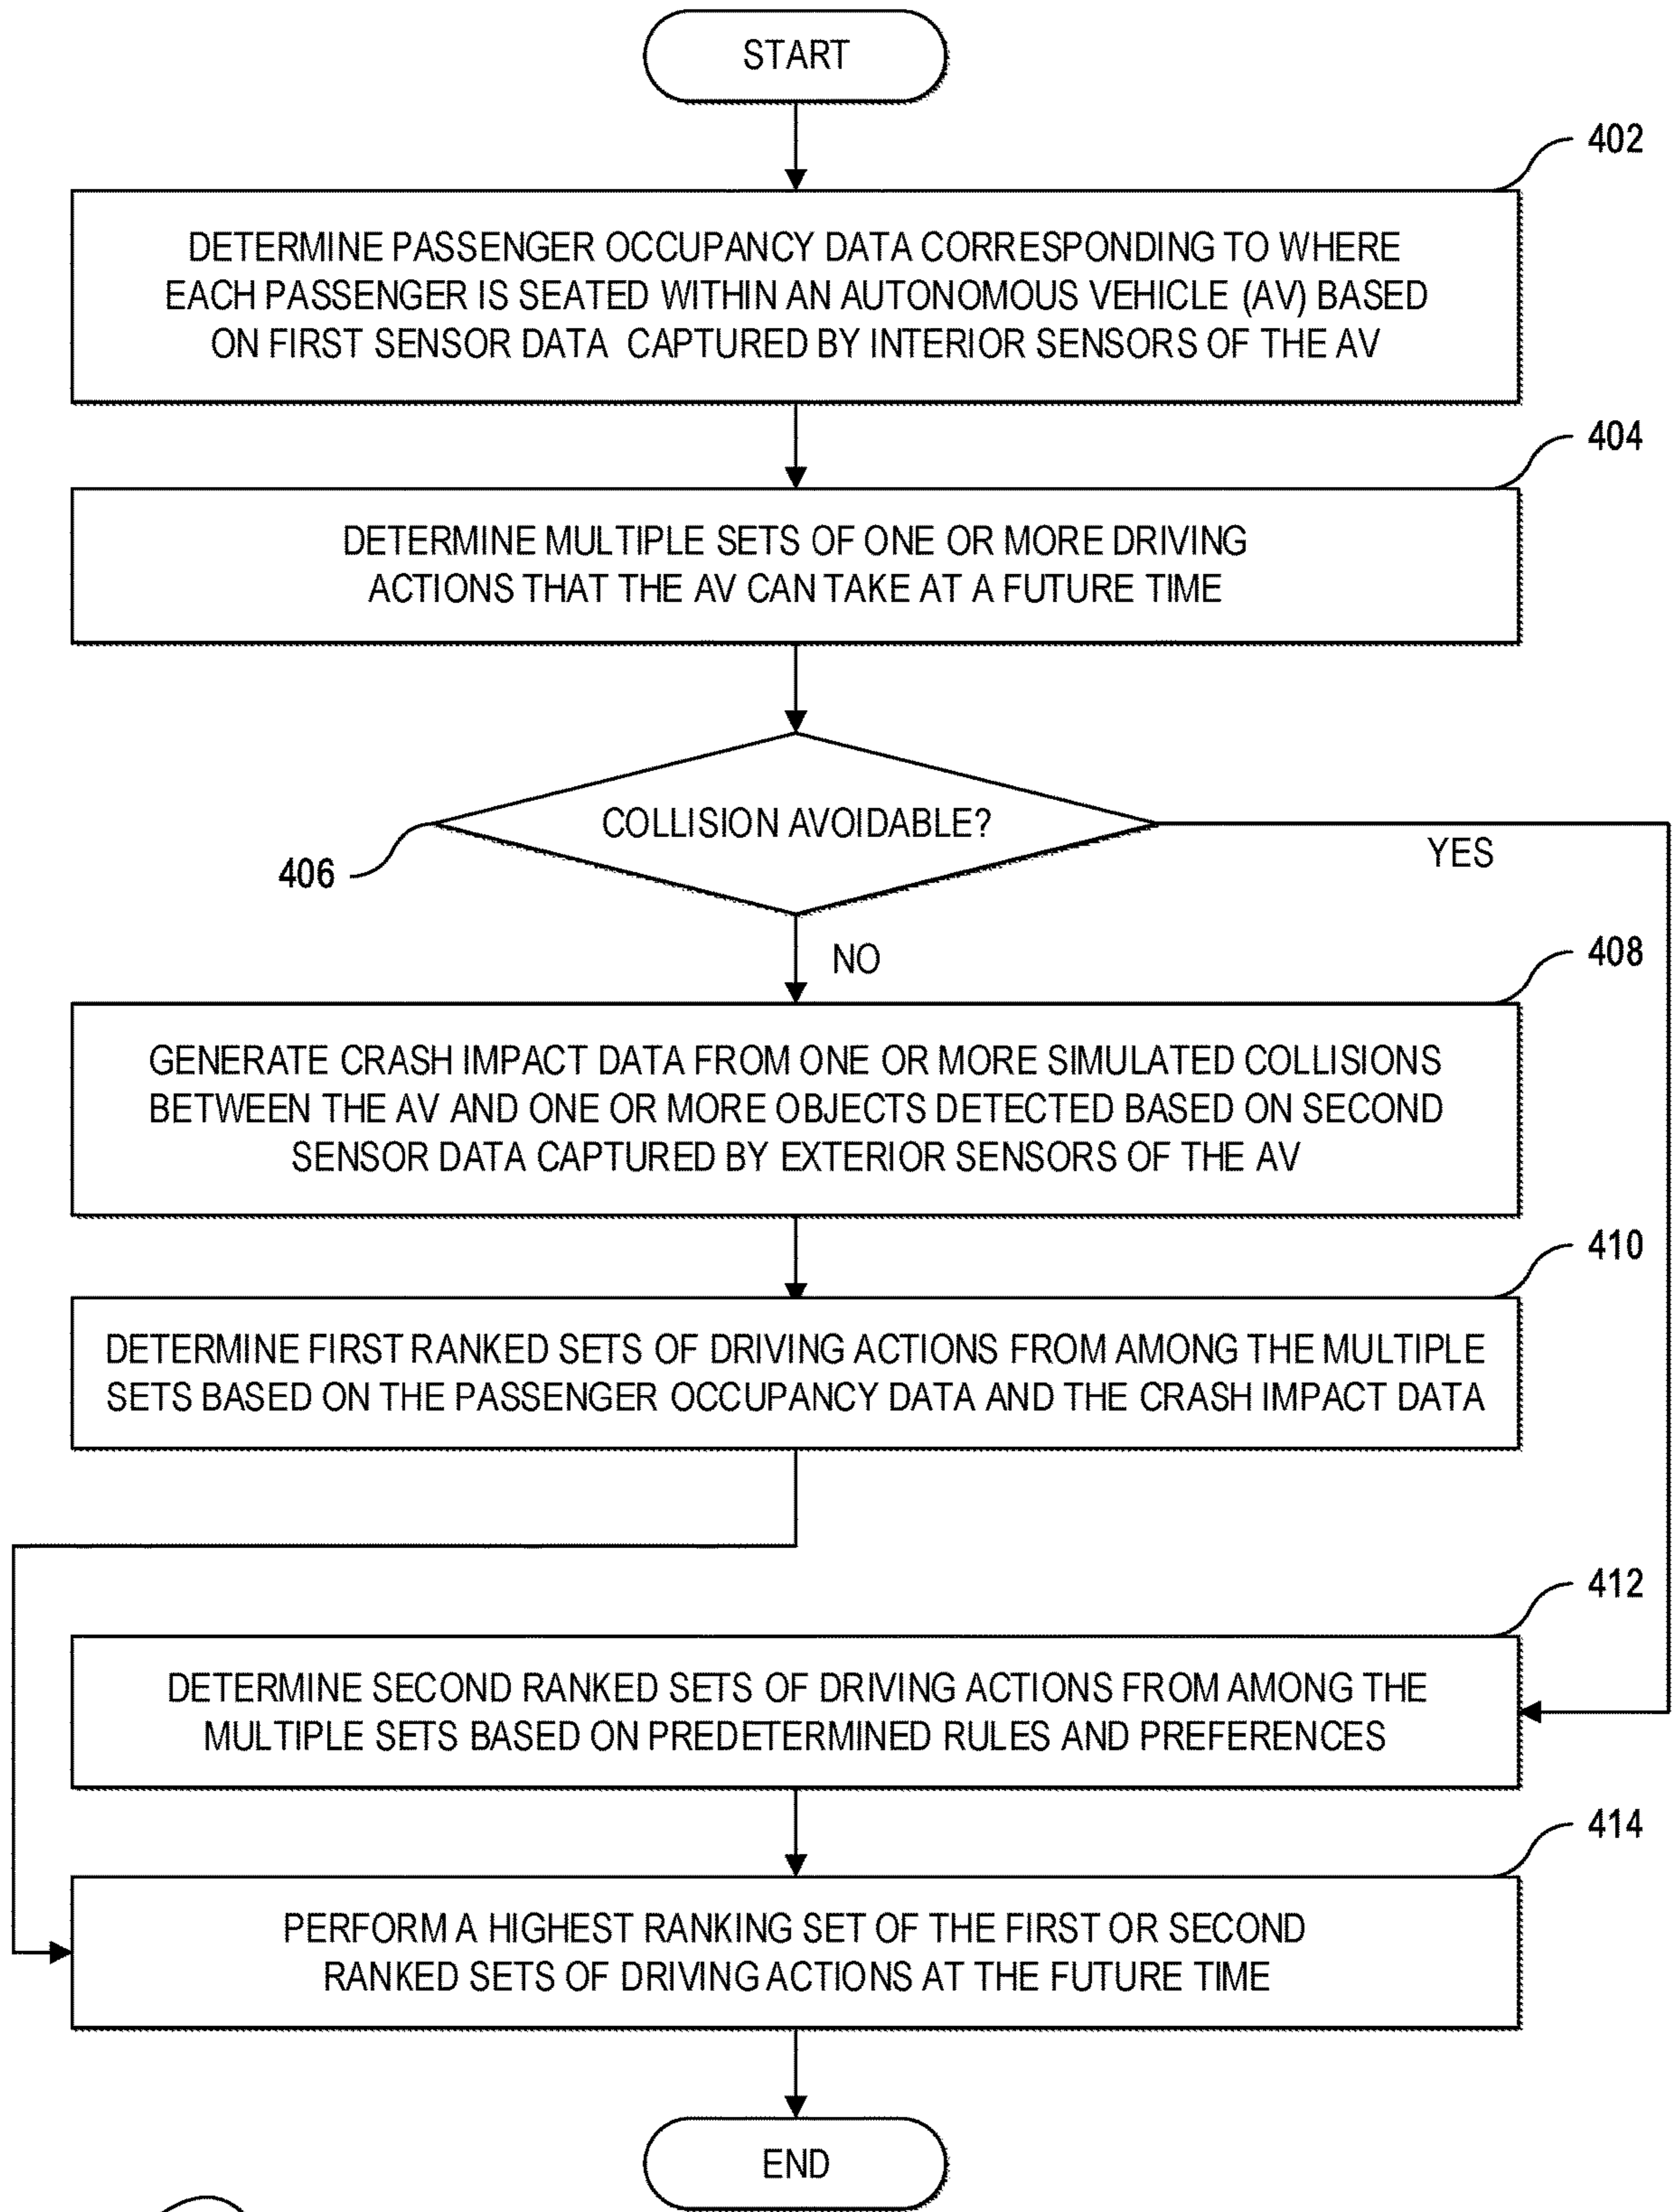 START
402
DETERMINE PASSENGER OCCUPANCY DATA CORRESPONDING TO WHERE
EACH PASSENGER IS SEATED WITHIN AN AUTONOMOUS VEHICLE (AV) BASED
ON FIRST SENSOR DATA CAPTURED BY INTERIOR SENSORS OF THE AV
404
DETERMINE MULTIPLE SETS OF ONE OR MORE DRIVING
ACTIONS THAT THE AV CAN TAKE AT A FUTURE TIME
COLLISION AVOIDABLE?
YES
406
NO
408
GENERATE CRASH IMPACT DATA FROM ONE OR MORE SIMULATED COLLISIONS
BETWEEN THE AV AND ONE OR MORE OBJECTS DETECTED BASED ON SECOND
SENSOR DATA CAPTURED BY EXTERIOR SENSORS OF THE AV
410
DETERMINE FIRST RANKED SETS OF DRIVING ACTIONS FROM AMONG THE MULTIPLE
SETS BASED ON THE PASSENGER OCCUPANCY DATA AND THE CRASH IMPACT DATA
412
DETERMINE SECOND RANKED SETS OF DRIVING ACTIONS FROM AMONG THE
MULTIPLE SETS BASED ON PREDETERMINED RULES AND PREFERENCES
414
PERFORM A HIGHEST RANKING SET OF THE FIRST OR SECOND
RANKED SETS OF DRIVING ACTIONS AT THE FUTURE TIME
END